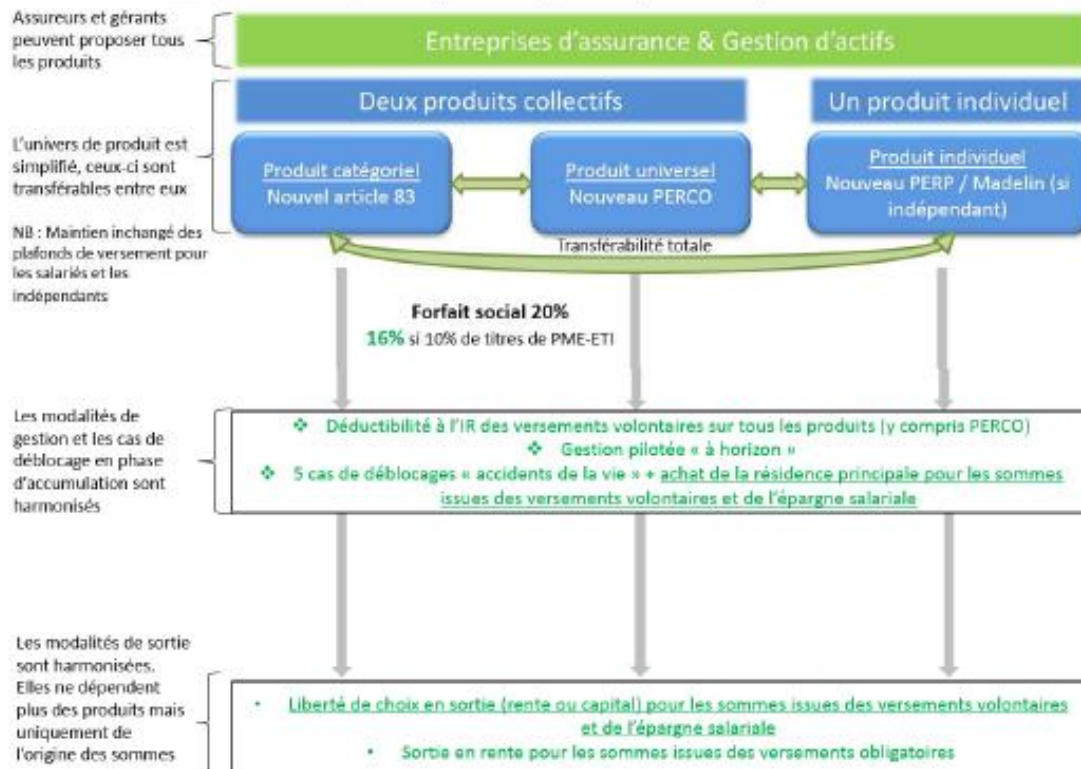 Assureurs et gérants
peuvent proposer tous
les produits
Entreprises d'assurance & Gestion d'actifs
Deux produits collectifs
Un produit individuel
L'univers de produit est
simplifié, ceux-ci sont
transférables entre eux
Produit catégoriel
Nouvel article 83
Produit universel
Nouveau PERCO
Produit individuel
Nouveau PERP / Madelin (si
indépendant)
NB : Maintien inchangé des
plafonds de versement pour
les salariés et les
indépendants
Transférabilité totale
Forfait social 20%
16% si 10% de titres de PME-ETI
Les modalités de
gestion et les cas de
déblocage en phase
d'accumulation sont
harmonisés
❖ Déductibilité à l'IR des versements volontaires sur tous les produits (y compris PERCO)
❖ Gestion pilotée « à horizon »
❖ 5 cas de déblocages « accidents de la vie » + achat de la résidence principale pour les sommes
issues des versements volontaires et de l'épargne salariale
Les modalités de sortie
sont harmonisées.
Elles ne dépendent
plus des produits mais
uniquement de
l'origine des sommes
• Liberté de choix en sortie (rente ou capital) pour les sommes issues des versements volontaires
et de l'épargne salariale
• Sortie en rente pour les sommes issues des versements obligatoires